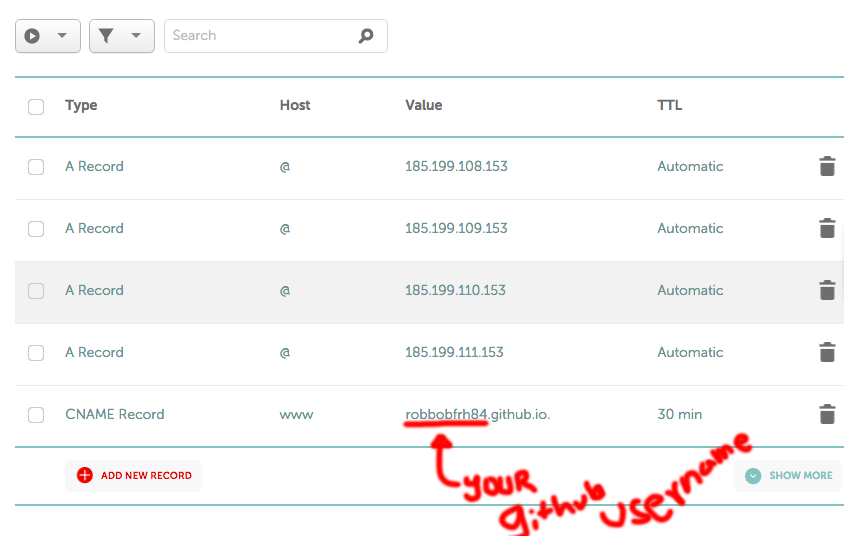 Search
Type Host Value TTL
A Record @ 185.199.108.153 Automatic
A Record @ 185.199.109.153 Automatic
A Record @ 185.199.110.153 Automatic
A Record @ 185.199.111.153 Automatic
CNAME Record www robbobfrh84.github.io. 30 min
ADD NEW RECORD SHOW MORE
your
github username